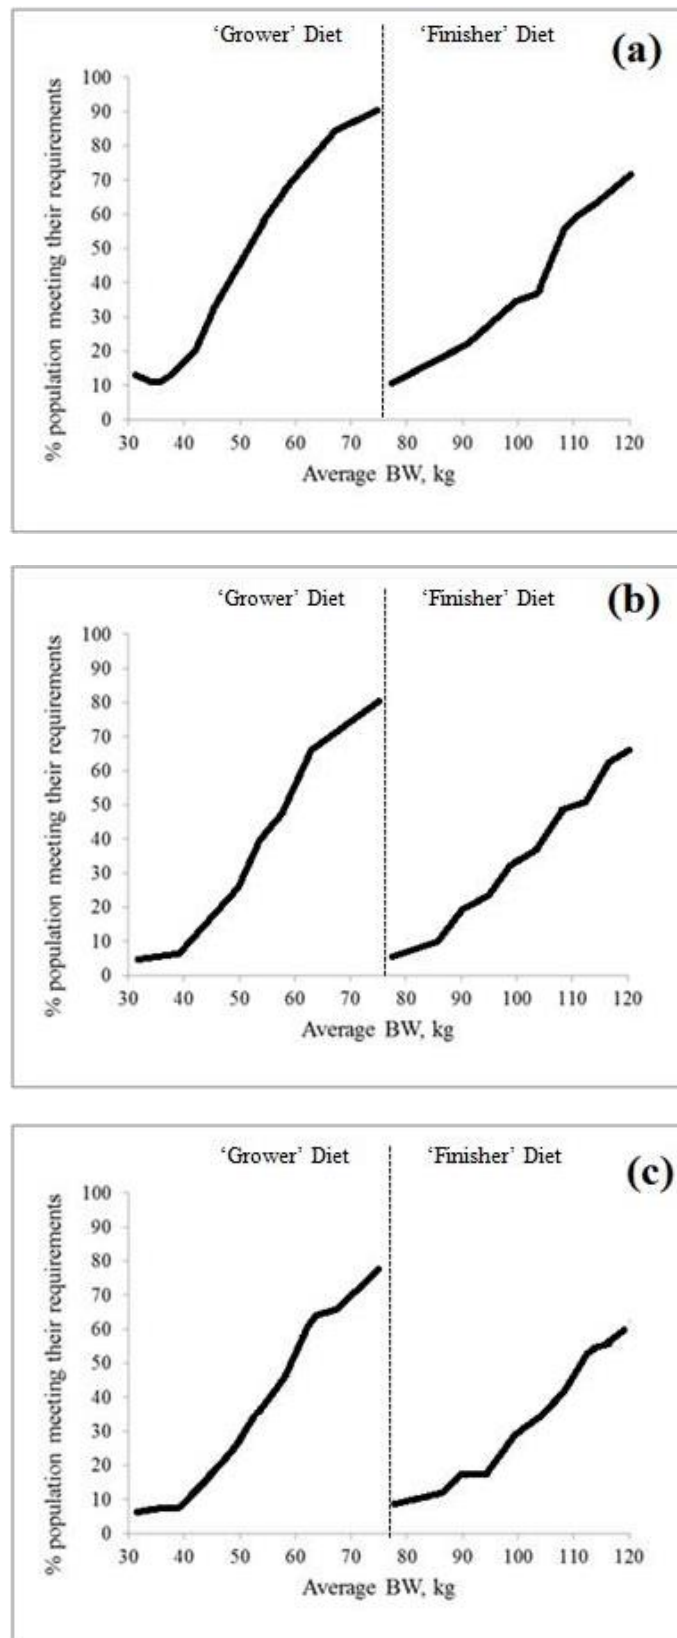 ‘Grower’ Diet ‘Finisher’ Diet (a)
% population meeting their requirements
100
90
80
70
60
50
40
30
20
10
0
30 40 50 60 70 80 90 100 110 120
Average BW, kg
‘Grower’ Diet ‘Finisher’ Diet (b)
% population meeting their requirements
100
90
80
70
60
50
40
30
20
10
0
30 40 50 60 70 80 90 100 110 120
Average BW, kg
‘Grower’ Diet ‘Finisher’ Diet (c)
% population meeting their requirements
100
90
80
70
60
50
40
30
20
10
0
30 40 50 60 70 80 90 100 110 120
Average BW, kg